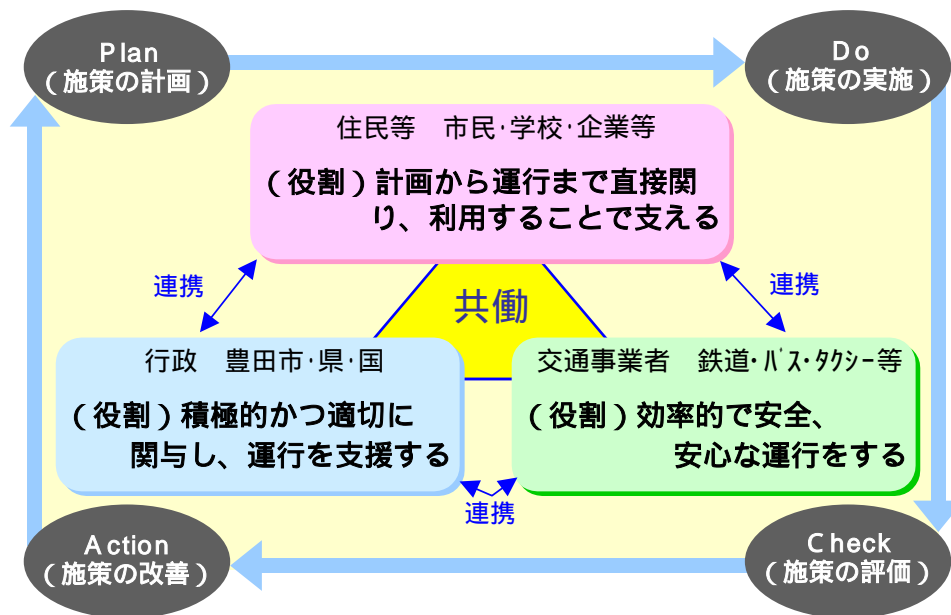 Plan
（施策の計画）
Do
（施策の実施）
住民等　市民･学校･企業等
（役割）計画から運行まで直接関
り、利用することで支える
連携
連携
共働
行政　豊田市･県･国
（役割）積極的かつ適切に
関与し、運行を支援する
交通事業者　鉄道･ﾊﾞｽ･ﾀｸｼｰ等
（役割）効率的で安全、
安心な運行をする
連携
Action
（施策の改善）
Check
（施策の評価）